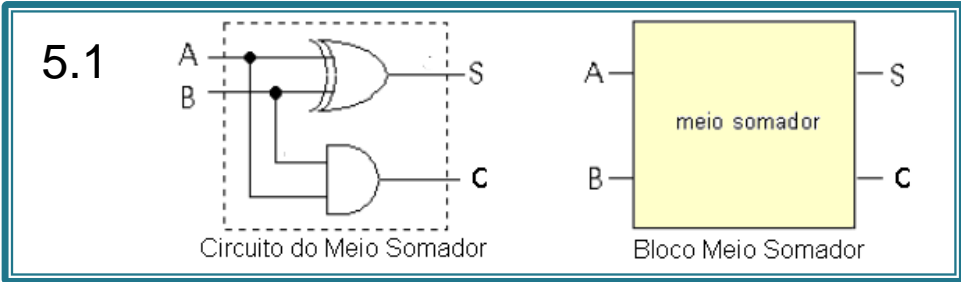 5.1
A
B
S
C
Circuito do Meio Somador
A
B
meio somador
S
C
Bloco Meio Somador